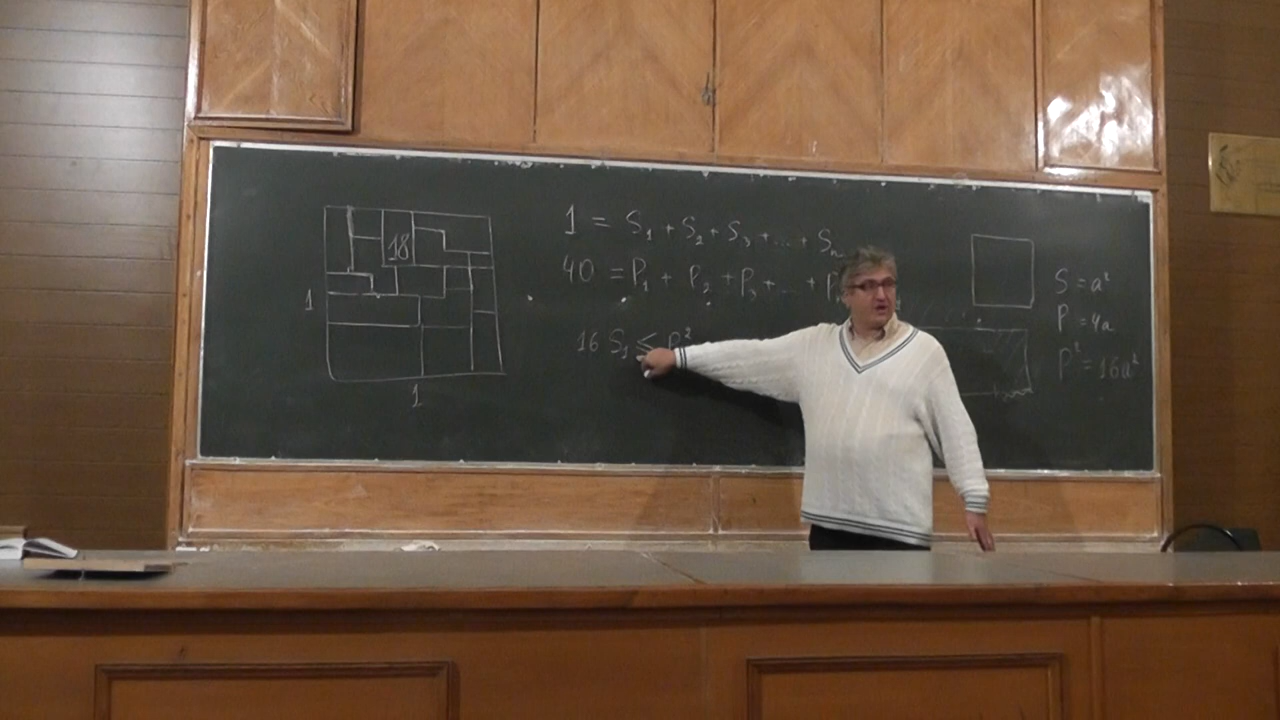 18
1
1
1 = S₁ + S₂ + S₃ + ... + Sₙ
40 = P₁ + P₂ + P₃ + ... + P
16 S₁ ≤ P²
S = a²
P = 4a
P² = 16a²